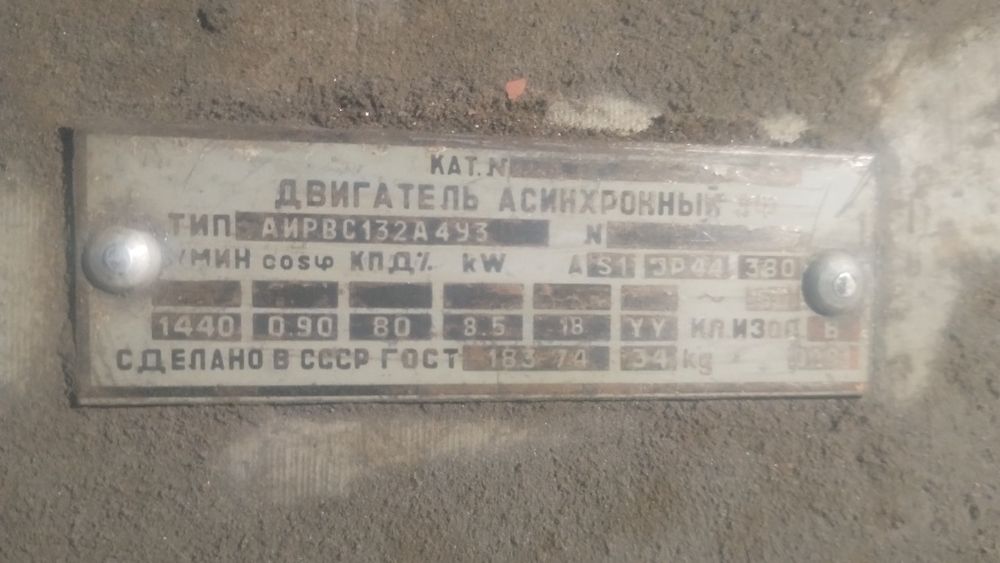 КАТ. N
ДВИГАТЕЛЬ АСИНХРОННЫЙ
ТИП АИРВС132А4У3 N
/МИН cosφ КПД% kW A S1 JP44 380
~
1440 0.90 80 8.5 18 YY КЛ.ИЗОЛ В
СДЕЛАНО В СССР ГОСТ 183-74 34 kg